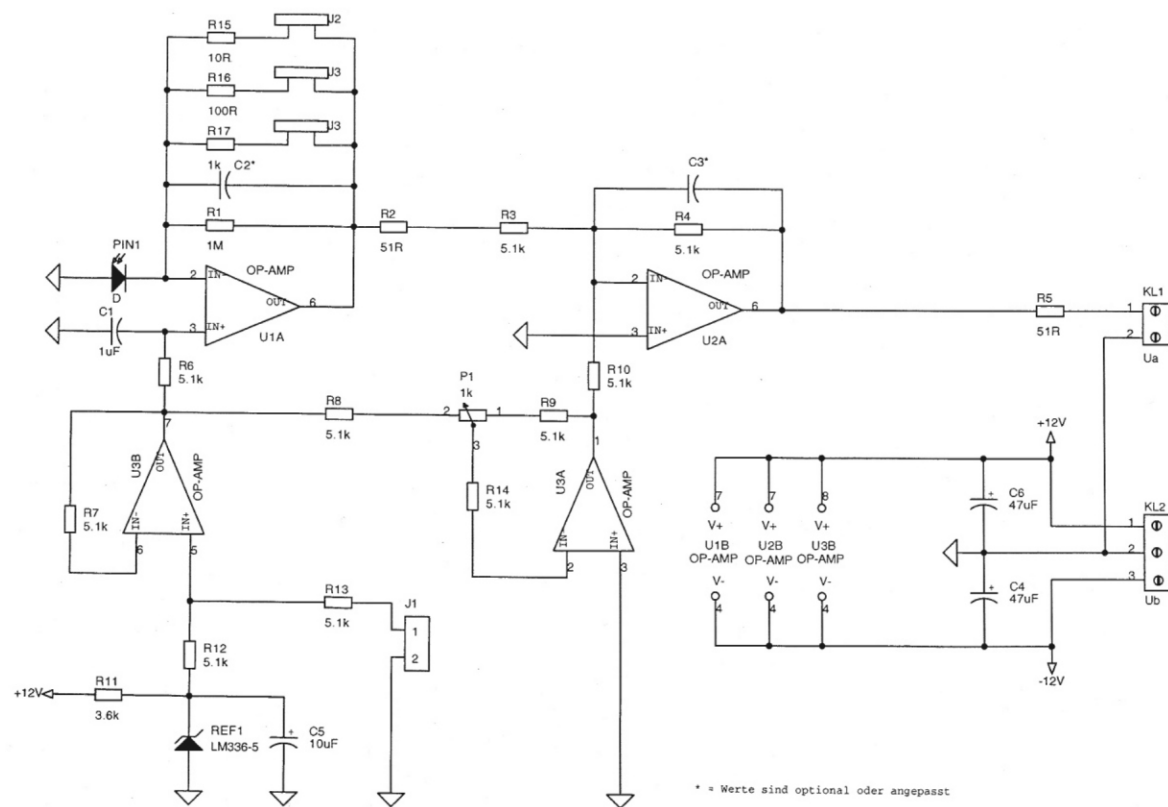 R15
J2
10R
R16
J3
100R
R17
J3
1k
C2*
R1
1M
PIN1
D
2
IN-
OP-AMP
OUT
6
3
IN+
U1A
C1
1uF
R2
51R
R3
5.1k
C3*
R4
5.1k
2
IN-
OP-AMP
OUT
6
3
IN+
U2A
R5
51R
KL1
1
2
Ua
R6
5.1k
R10
5.1k
P1
1k
R8
5.1k
2
1
3
R9
5.1k
7
1
U3B
OUT
OP-AMP
IN-
IN+
6
5
R7
5.1k
R14
5.1k
U3A
OUT
OP-AMP
IN-
IN+
2
3
+12V
7
7
8
V+
V+
V+
U1B
U2B
U3B
OP-AMP
OP-AMP
OP-AMP
V-
V-
V-
4
4
4
C6
+
47uF
C4
+
47uF
KL2
1
2
3
Ub
-12V
R13
5.1k
J1
1
2
R12
5.1k
+12V
R11
3.6k
REF1
LM336-5
+
C5
10uF
* = Werte sind optional oder angepasst